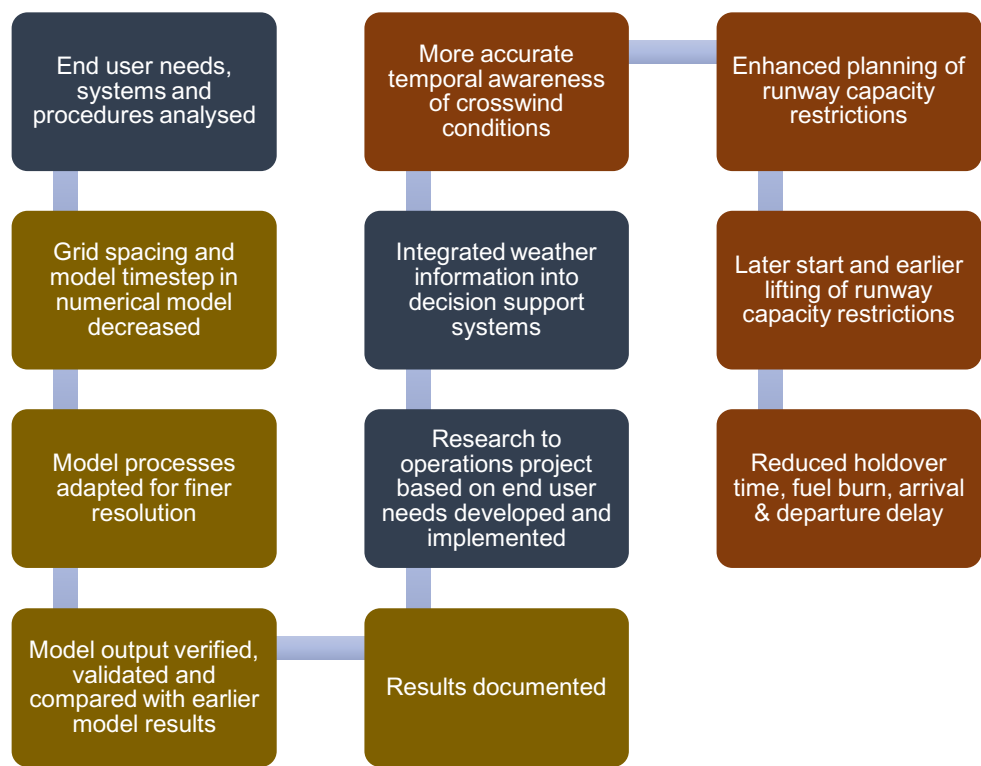 End user needs,
systems and
procedures analysed
Grid spacing and
model timestep in
numerical model
decreased
Model processes
adapted for finer
resolution
Model output verified,
validated and
compared with earlier
model results
Results documented
Research to
operations project
based on end user
needs developed and
implemented
Integrated weather
information into
decision support
systems
More accurate
temporal awareness
of crosswind
conditions
Enhanced planning of
runway capacity
restrictions
Later start and earlier
lifting of runway
capacity restrictions
Reduced holdover
time, fuel burn, arrival
& departure delay